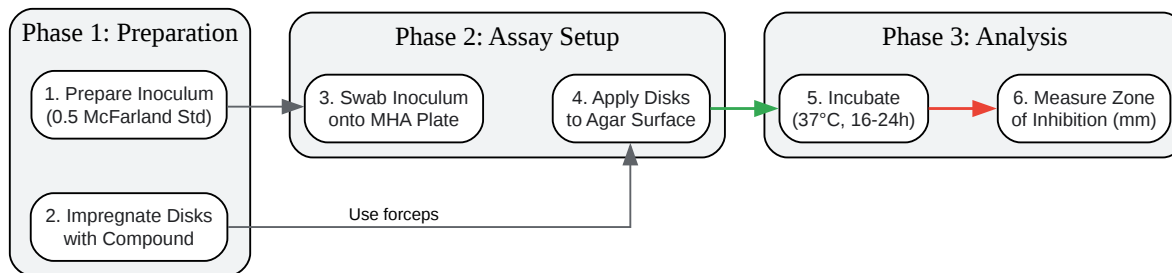 Phase 1: Preparation
1. Prepare Inoculum
(0.5 McFarland Std)
2. Impregnate Disks
with Compound
Use forceps
Phase 2: Assay Setup
3. Swab Inoculum
onto MHA Plate
4. Apply Disks
to Agar Surface
Phase 3: Analysis
5. Incubate
(37°C, 16-24h)
6. Measure Zone
of Inhibition (mm)